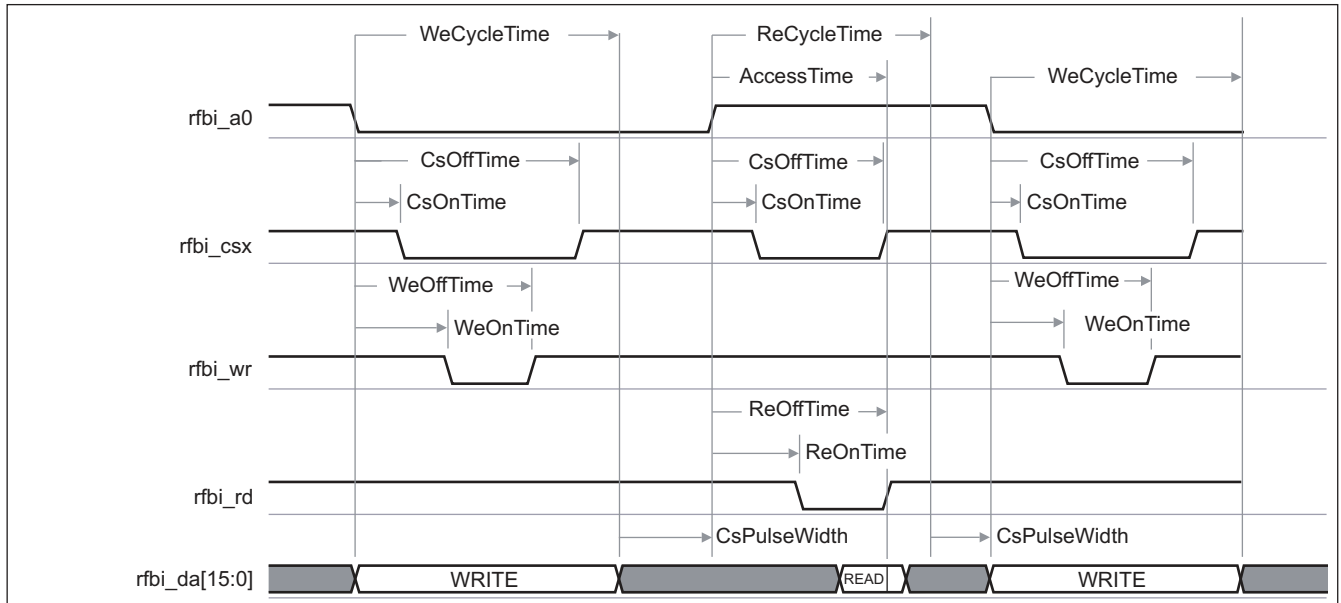 WeCycleTime ReCycleTime
AccessTime WeCycleTime
rfbi_a0
CsOffTime CsOffTime CsOffTime
CsOnTime CsOnTime CsOnTime
rfbi_csx
WeOffTime WeOffTime
WeOnTime WeOnTime
rfbi_wr
ReOffTime
ReOnTime
rfbi_rd
CsPulseWidth CsPulseWidth
rfbi_da[15:0] WRITE READ WRITE